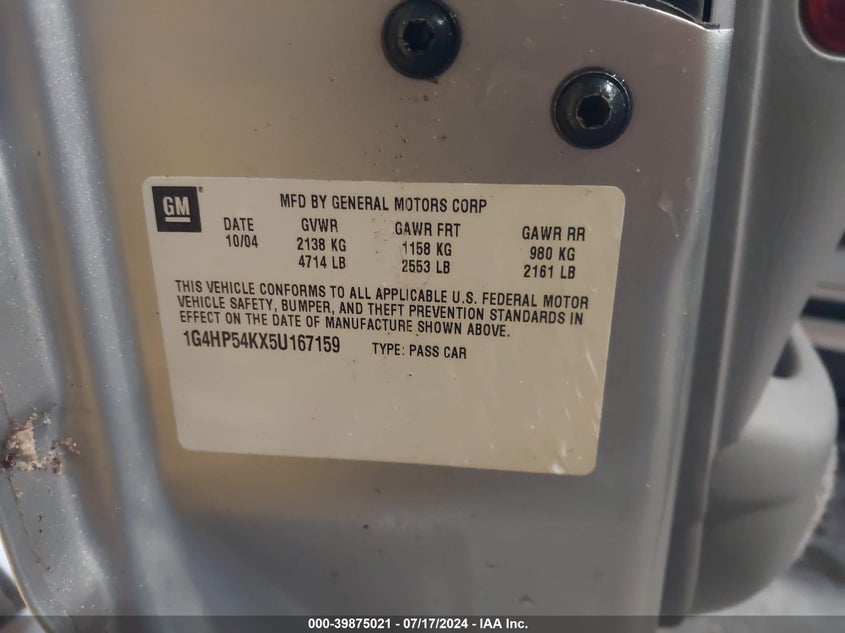 GM®
MFD BY GENERAL MOTORS CORP
DATE GVWR GAWR FRT GAWR RR
10/04 2138 KG 1158 KG 980 KG
4714 LB 2553 LB 2161 LB
THIS VEHICLE CONFORMS TO ALL APPLICABLE U.S. FEDERAL MOTOR
VEHICLE SAFETY, BUMPER, AND THEFT PREVENTION STANDARDS IN
EFFECT ON THE DATE OF MANUFACTURE SHOWN ABOVE.
1G4HP54KX5U167159 TYPE: PASS CAR
000-39875021 / 07/17/2024 - IAA Inc.